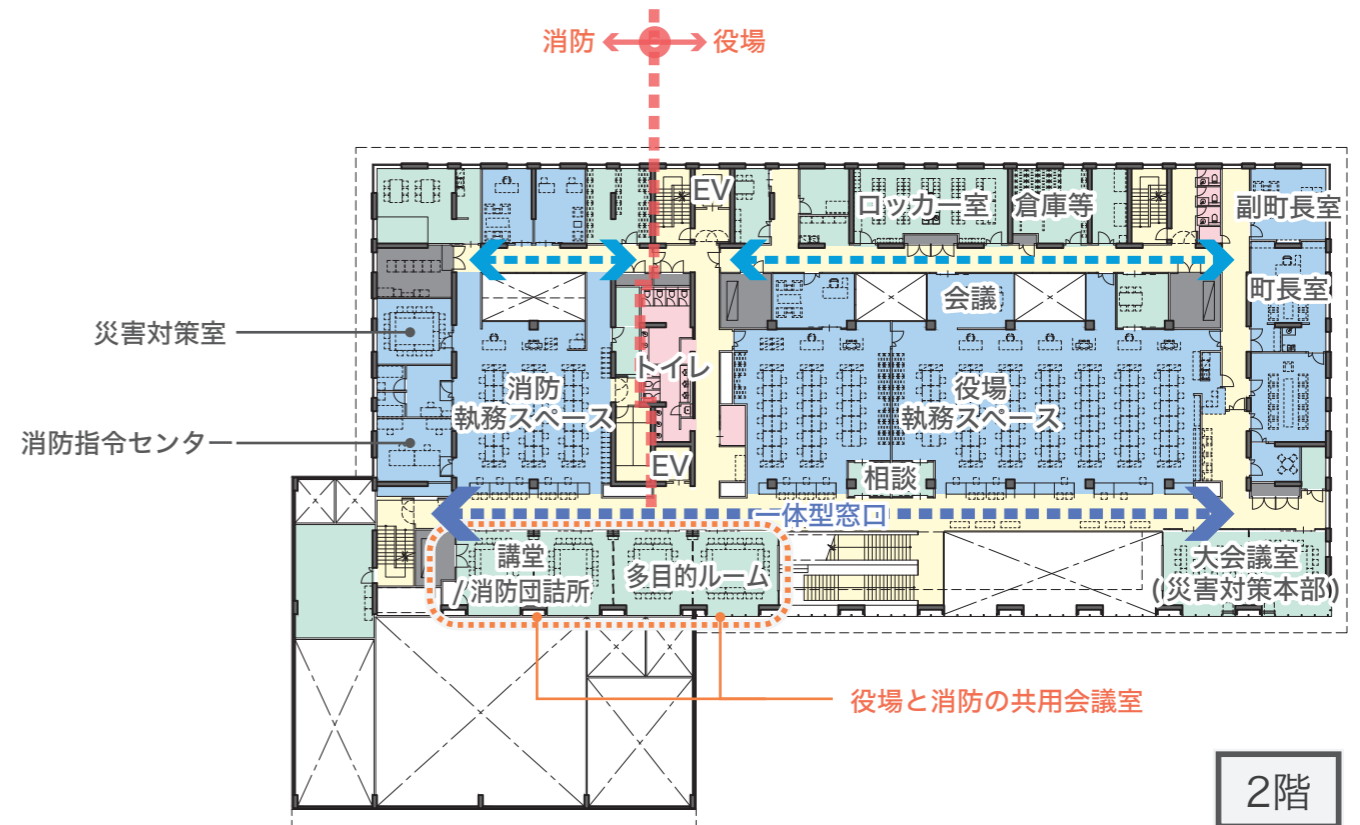 消防
役場
EV
ロッカー室
倉庫等
副町長室
会議
町長室
災害対策室
トイレ
消防
執務スペース
役場
執務スペース
消防指令センター
EV
相談
一体型窓口
講堂
/消防団詰所
多目的ルーム
大会議室
(災害対策本部)
役場と消防の共用会議室
2階